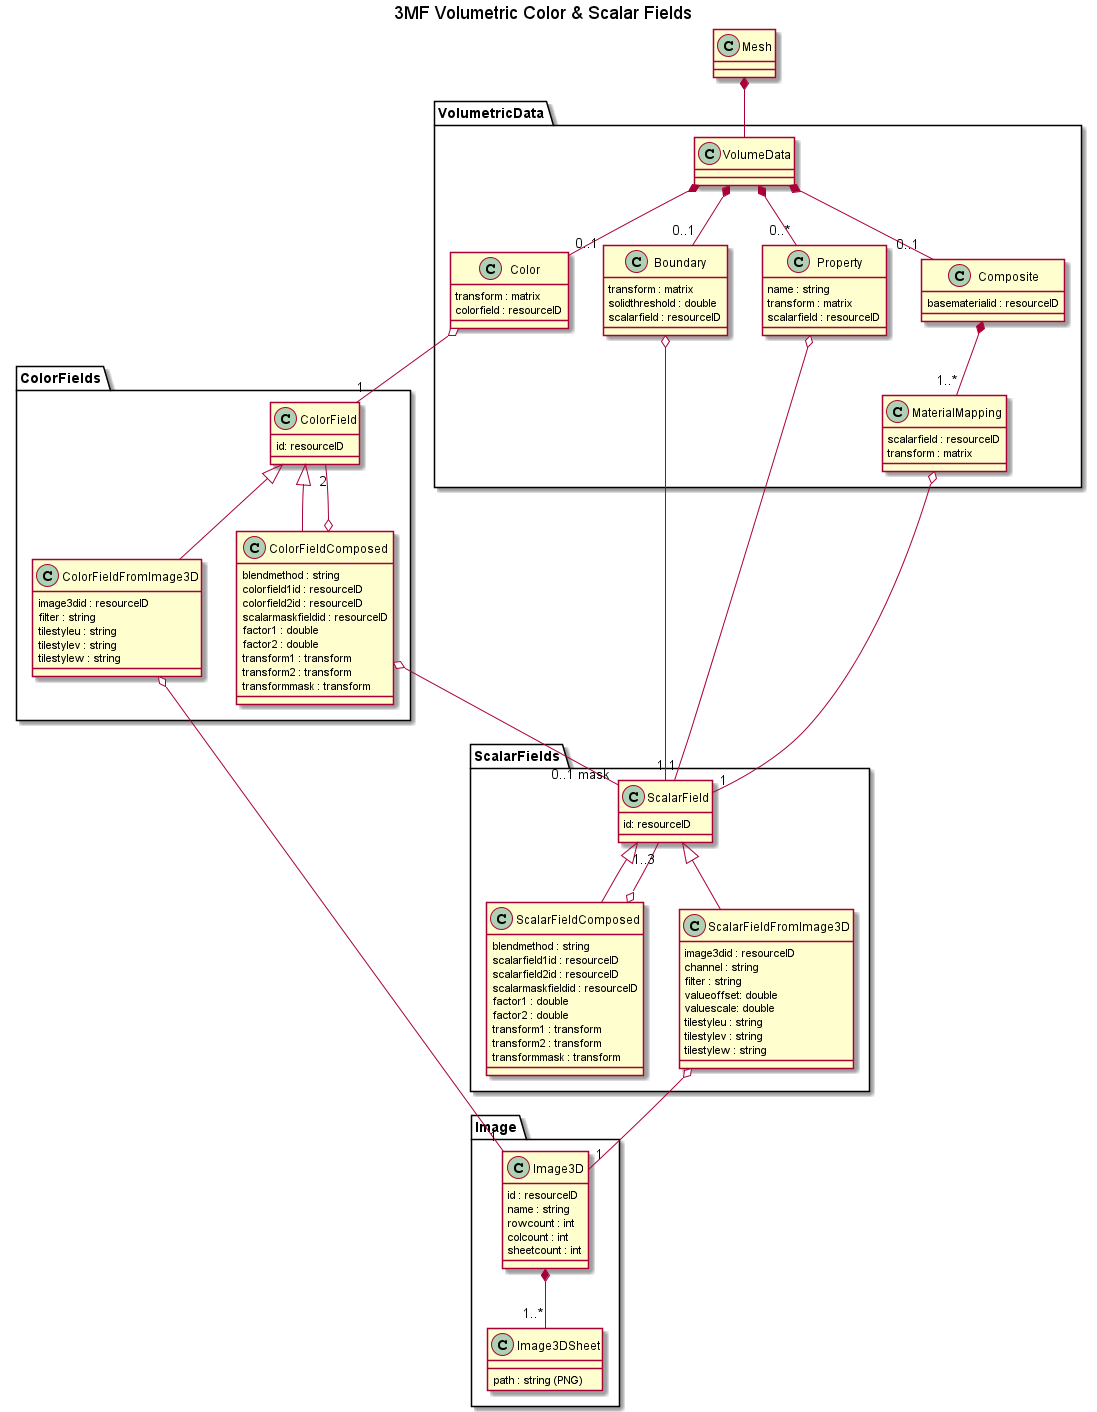 3MF Volumetric Color & Scalar Fields
C Mesh
VolumetricData
C VolumeData
0..1
0..1
0..*
0..1
C Color
transform : matrix
colorfield : resourceID
C Boundary
transform : matrix
solidthreshold : double
scalarfield : resourceID
C Property
name : string
transform : matrix
scalarfield : resourceID
C Composite
basematerialid : resourceID
1..*
C MaterialMapping
scalarfield : resourceID
transform : matrix
ColorFields
1
C ColorField
id: resourceID
2
C ColorFieldFromImage3D
image3did : resourceID
filter : string
tilestyleu : string
tilestylev : string
tilestylew : string
C ColorFieldComposed
blendmethod : string
colorfield1id : resourceID
colorfield2id : resourceID
scalarmaskfieldid : resourceID
factor1 : double
factor2 : double
transform1 : transform
transform2 : transform
transformmask : transform
ScalarFields
0..1 mask
1
1
1
C ScalarField
id: resourceID
1..3
C ScalarFieldComposed
blendmethod : string
scalarfield1id : resourceID
scalarfield2id : resourceID
scalarmaskfieldid : resourceID
factor1 : double
factor2 : double
transform1 : transform
transform2 : transform
transformmask : transform
C ScalarFieldFromImage3D
image3did : resourceID
channel : string
filter : string
valueoffset: double
valuescale: double
tilestyleu : string
tilestylev : string
tilestylew : string
Image
1
1
C Image3D
id : resourceID
name : string
rowcount : int
colcount : int
sheetcount : int
1..*
C Image3DSheet
path : string (PNG)